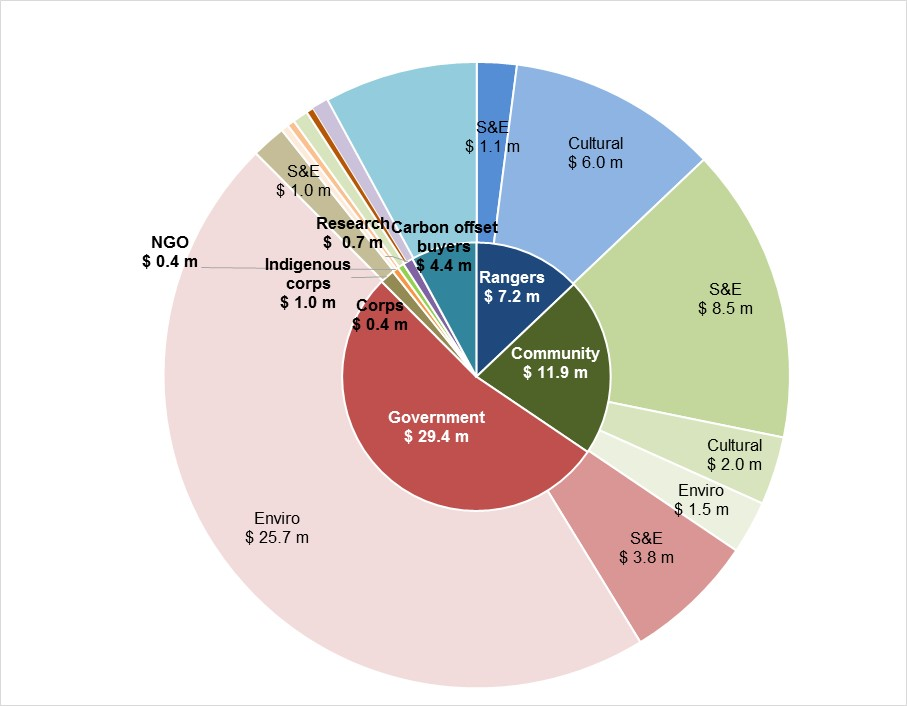 S&E
$ 1.1 m
Cultural
$ 6.0 m
S&E
$ 1.0 m
Research
$  0.7 m
Carbon offset
buyers
$ 4.4 m
NGO
$ 0.4 m
Indigenous
corps
$ 1.0 m
Corps
$ 0.4 m
Rangers
$ 7.2 m
S&E
$ 8.5 m
Community
$ 11.9 m
Government
$ 29.4 m
Cultural
$ 2.0 m
Enviro
$ 1.5 m
S&E
$ 3.8 m
Enviro
$ 25.7 m